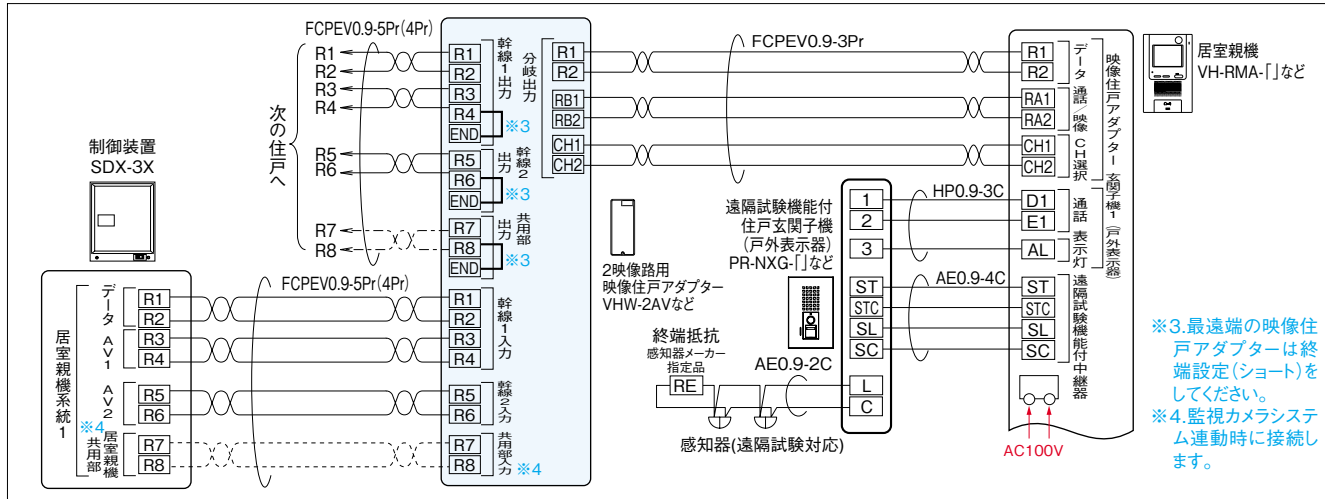 制御装置
SDX-3X
居室親機系統1
データ
R1
R2
AV1
R3
R4
AV2
R5
R6
※4
居室親機共用部
R7
R8
FCPEV0.9-5Pr(4Pr)
FCPEV0.9-5Pr(4Pr)
次の住戸へ
R1
R2
R3
R4
R5
R6
R7
R8
幹線1出力
R1
R2
R3
R4
END
※3
幹線2出力
R5
R6
END
※3
共用部出力
R7
R8
END
※3
幹線1入力
R1
R2
R3
R4
幹線2入力
R5
R6
共用部入力
R7
R8
※4
分岐出力
R1
R2
RB1
RB2
CH1
CH2
2映像路用
映像住戸アダプター
VHW-2AVなど
FCPEV0.9-3Pr
遠隔試験機能付
住戸玄関子機
(戸外表示器)
PR-NXG-「」など
終端抵抗
感知器メーカー
指定品
RE
AE0.9-2C
感知器(遠隔試験対応)
1
2
3
ST
STC
SL
SC
L
C
HP0.9-3C
AE0.9-4C
R1
R2
データ
RA1
RA2
通話/映像
CH1
CH2
CH選択
映像住戸アダプター
D1
E1
通話
AL
表示灯
玄関子機1(戸外表示器)
ST
STC
SL
SC
遠隔試験機能付中継器
AC100V
居室親機
VH-RMA-「」など
※3.最遠端の映像住
戸アダプターは終
端設定(ショート)を
してください。
※4.監視カメラシステ
ム連動時に接続し
ます。